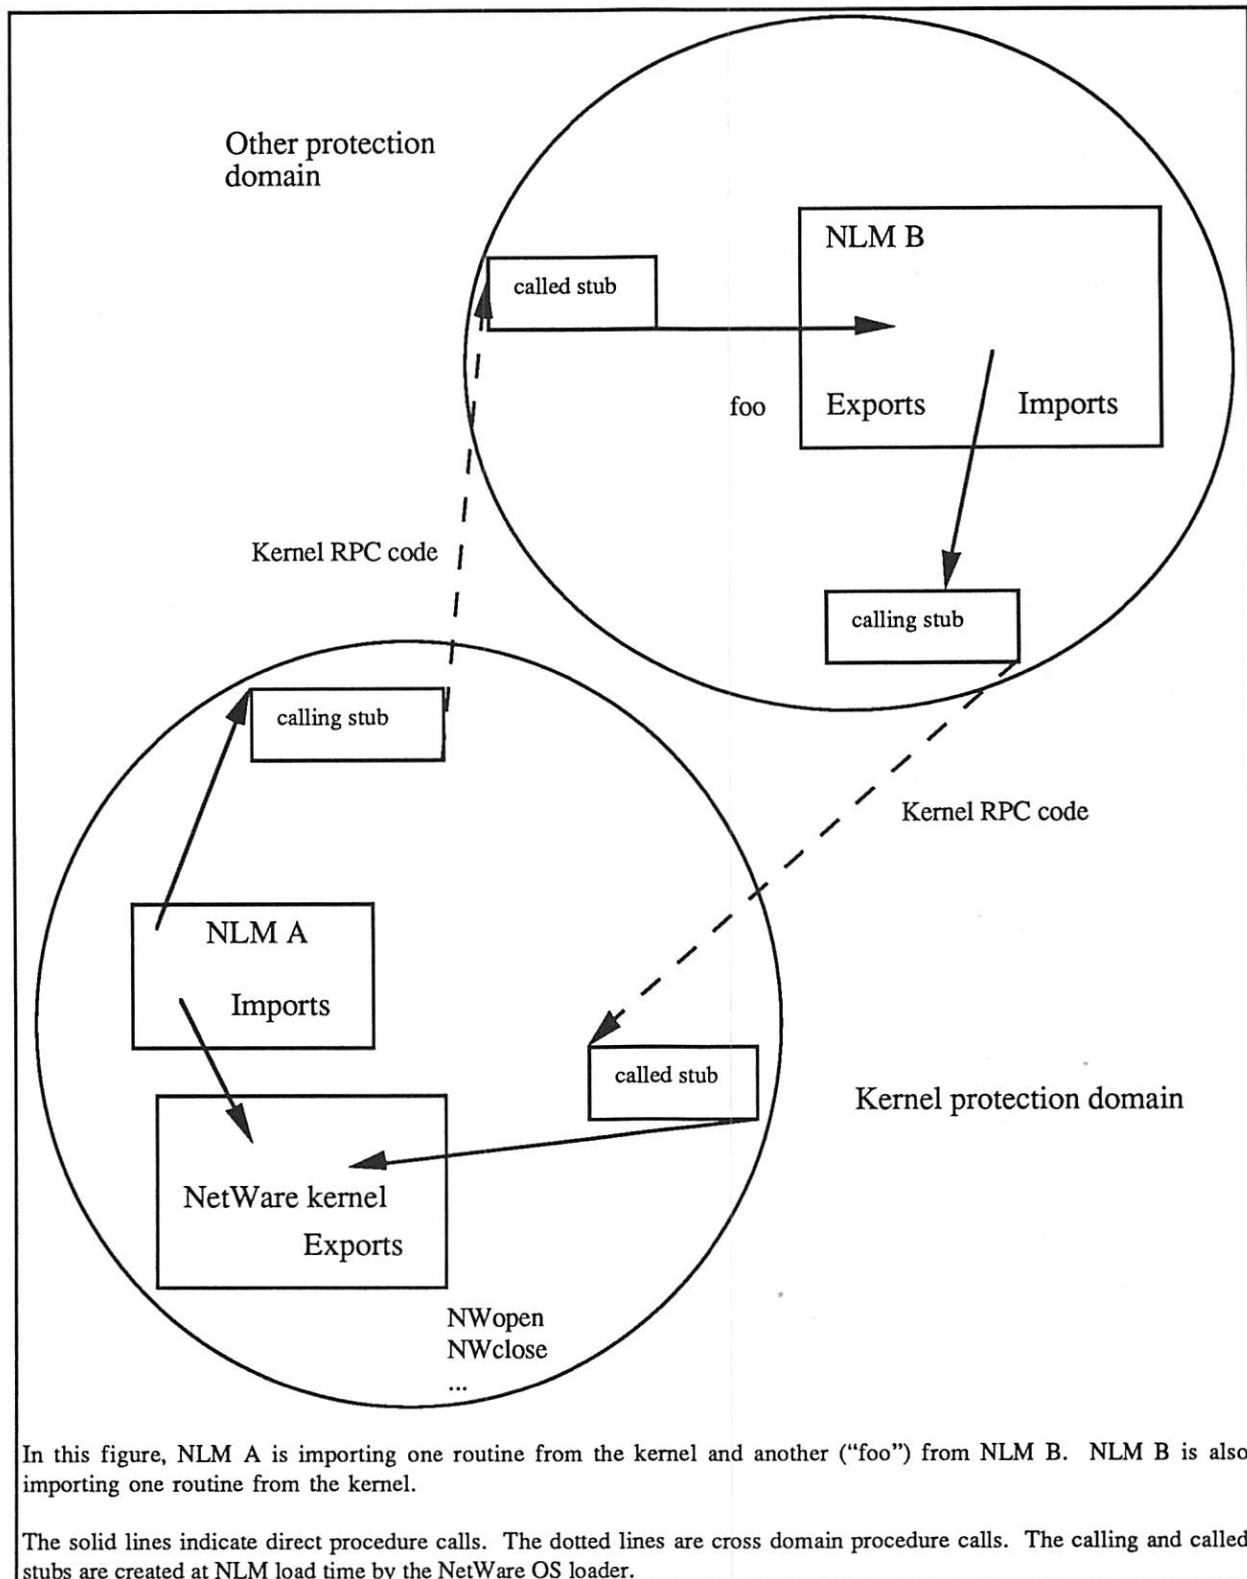 Other protection
domain
NLM B
called stub
foo
Exports
Imports
Kernel RPC code
calling stub
calling stub
Kernel RPC code
NLM A
Imports
called stub
Kernel protection domain
NetWare kernel
Exports
NWopen
NWclose
...
In this figure, NLM A is importing one routine from the kernel and another (“foo”) from NLM B. NLM B is also
importing one routine from the kernel.
The solid lines indicate direct procedure calls. The dotted lines are cross domain procedure calls. The calling and called
stubs are created at NLM load time by the NetWare OS loader.